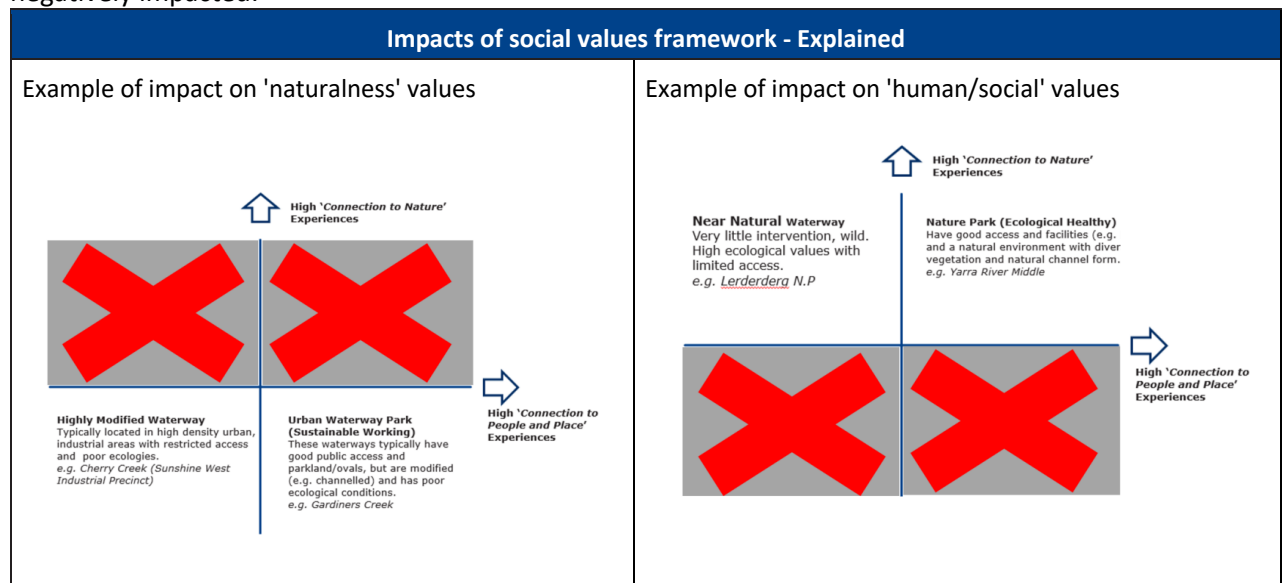 negatively impacted.
Impacts of social values framework - Explained
Example of impact on 'naturalness' values
High 'Connection to Nature'
Experiences
High 'Connection to
People and Place'
Experiences
Highly Modified Waterway
Typically located in high density urban,
industrial areas with restricted access
and poor ecologies.
e.g. Cherry Creek (Sunshine West
Industrial Precinct)
Urban Waterway Park
(Sustainable Working)
These waterways typically have
good public access and
parkland/ovals, but are modified
(e.g. channelled) and has poor
ecological conditions.
e.g. Gardiners Creek
Example of impact on 'human/social' values
High 'Connection to Nature'
Experiences
Near Natural Waterway
Very little intervention, wild.
High ecological values with
limited access.
e.g. Lerderderg N.P
Nature Park (Ecological Healthy)
Have good access and facilities (e.g.
and a natural environment with diver
vegetation and natural channel form.
e.g. Yarra River Middle
High 'Connection to
People and Place'
Experiences